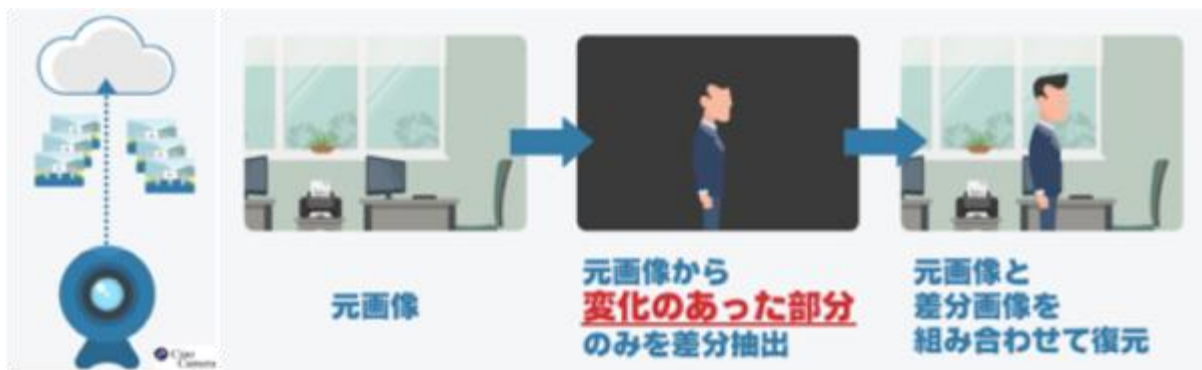 Ciao
Camera
元画像
元画像から
変化のあった部分
のみを差分抽出
元画像と
差分画像を
組み合わせて復元